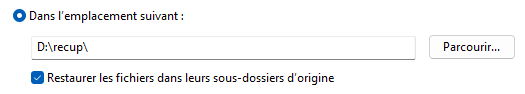 Dans l’emplacement suivant :
D:\recup\
Parcourir...
Restaurer les fichiers dans leurs sous-dossiers d’origine